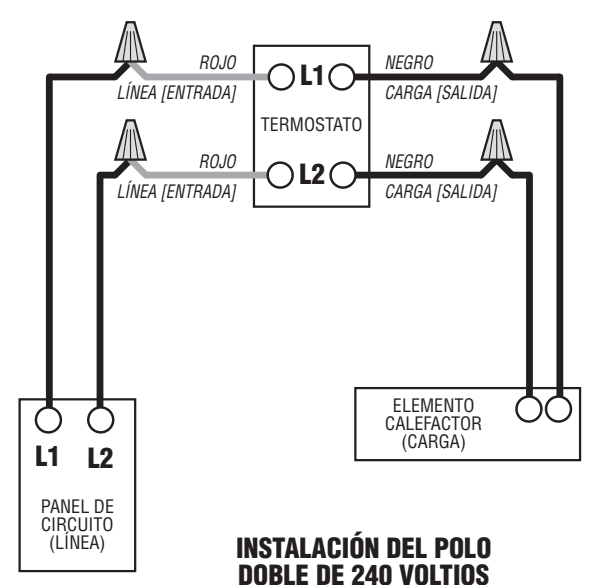 ROJO
LÍNEA [ENTRADA]
L1
NEGRO
CARGA [SALIDA]
TERMOSTATO
ROJO
LÍNEA [ENTRADA]
L2
NEGRO
CARGA [SALIDA]
L1 L2
PANEL DE
CIRCUITO
(LÍNEA)
ELEMENTO
CALEFACTOR
(CARGA)
INSTALACIÓN DEL POLO
DOBLE DE 240 VOLTIOS